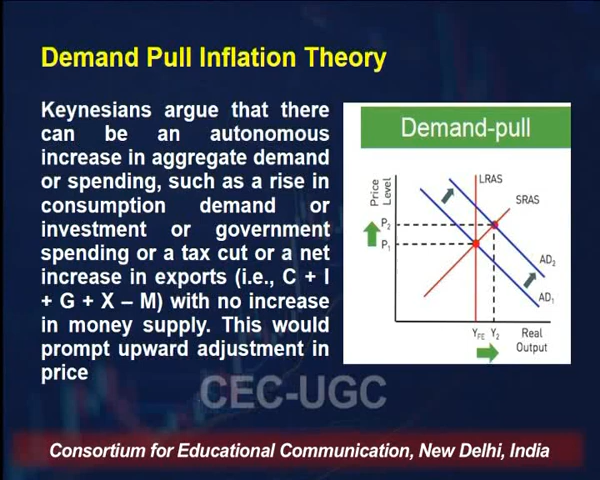 Demand Pull Inflation Theory
Keynesians argue that there
can be an autonomous
increase in aggregate demand
or spending, such as a rise in
consumption demand or
investment or government
spending or a tax cut or a net
increase in exports (i.e., C + I
+ G + X – M) with no increase
in money supply. This would
prompt upward adjustment in
price
Demand-pull
Price
Level
LRAS
SRAS
P2
P1
AD2
AD1
YFE Y2
Real
Output
CEC-UGC
Consortium for Educational Communication, New Delhi, India